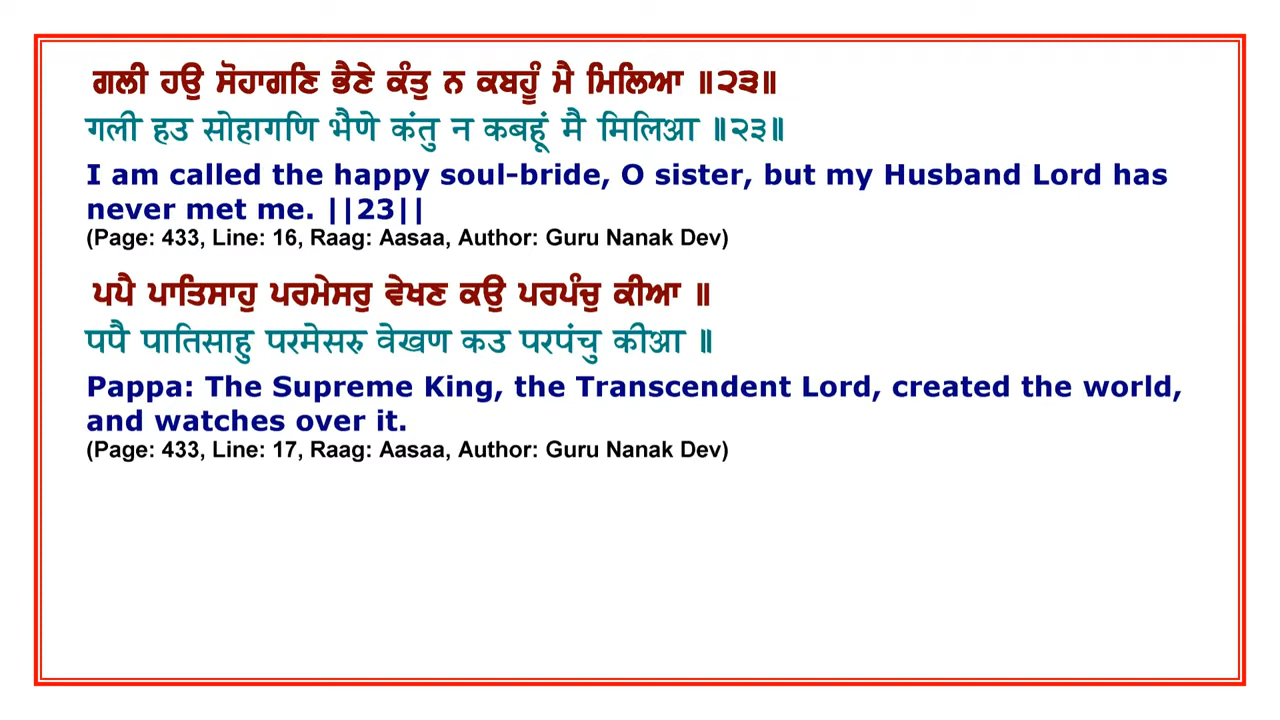 ਗਲੀ ਹਉ ਸੋਹਾਗਣਿ ਭੈਣੇ ਕੰਤੁ ਨ ਕਬਹੂੰ ਮੈ ਮਿਲਿਆ ॥੨੩॥
गली हउ सोहागणि भैणे कंतु न कबहूं मै मिलिआ ॥२३॥
I am called the happy soul-bride, O sister, but my Husband Lord has
never met me. ||23||
(Page: 433, Line: 16, Raag: Aasaa, Author: Guru Nanak Dev)
ਪਪੈ ਪਾਤਿਸਾਹੁ ਪਰਮੇਸਰੁ ਵੇਖਣ ਕਉ ਪਰਪੰਚੁ ਕੀਆ ॥
पपै पातिसाहु परमेसरु वेखण कउ परपंचु कीआ ॥
Pappa: The Supreme King, the Transcendent Lord, created the world,
and watches over it.
(Page: 433, Line: 17, Raag: Aasaa, Author: Guru Nanak Dev)